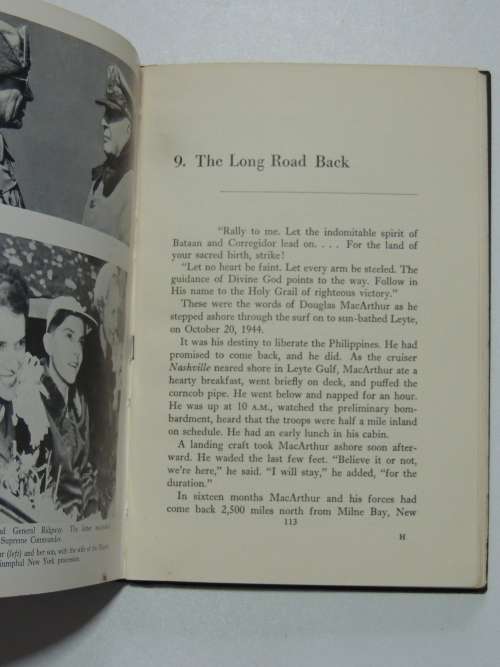 and General Ridgway. The latter
Supreme Commander.
(left) and her son, with the wife of the
triumphal New York procession.
9. The Long Road Back
"Rally to me. Let the indomitable spirit of
Bataan and Corregidor lead on. . . . For the land of
your sacred birth, strike!
"Let no heart be faint. Let every arm be steeled. The
guidance of Divine God points to the way. Follow in
His name to the Holy Grail of righteous victory."
These were the words of Douglas MacArthur as he
stepped ashore through the surf on to sun-bathed Leyte,
on October 20, 1944.
It was his destiny to liberate the Philippines. He had
promised to come back, and he did. As the cruiser
Nashville neared shore in Leyte Gulf, MacArthur ate a
hearty breakfast, went briefly on deck, and puffed the
corncob pipe. He went below and napped for an hour.
He was up at 10 A.M., watched the preliminary bom-
bardment, heard that the troops were half a mile inland
on schedule. He had an early lunch in his cabin.
A landing craft took MacArthur ashore soon after-
ward. He waded the last few feet. "Believe it or not,
we're here," he said. "I will stay," he added, "for the
duration."
In sixteen months MacArthur and his forces had
come back 2,500 miles north from Milne Bay, New
113
H